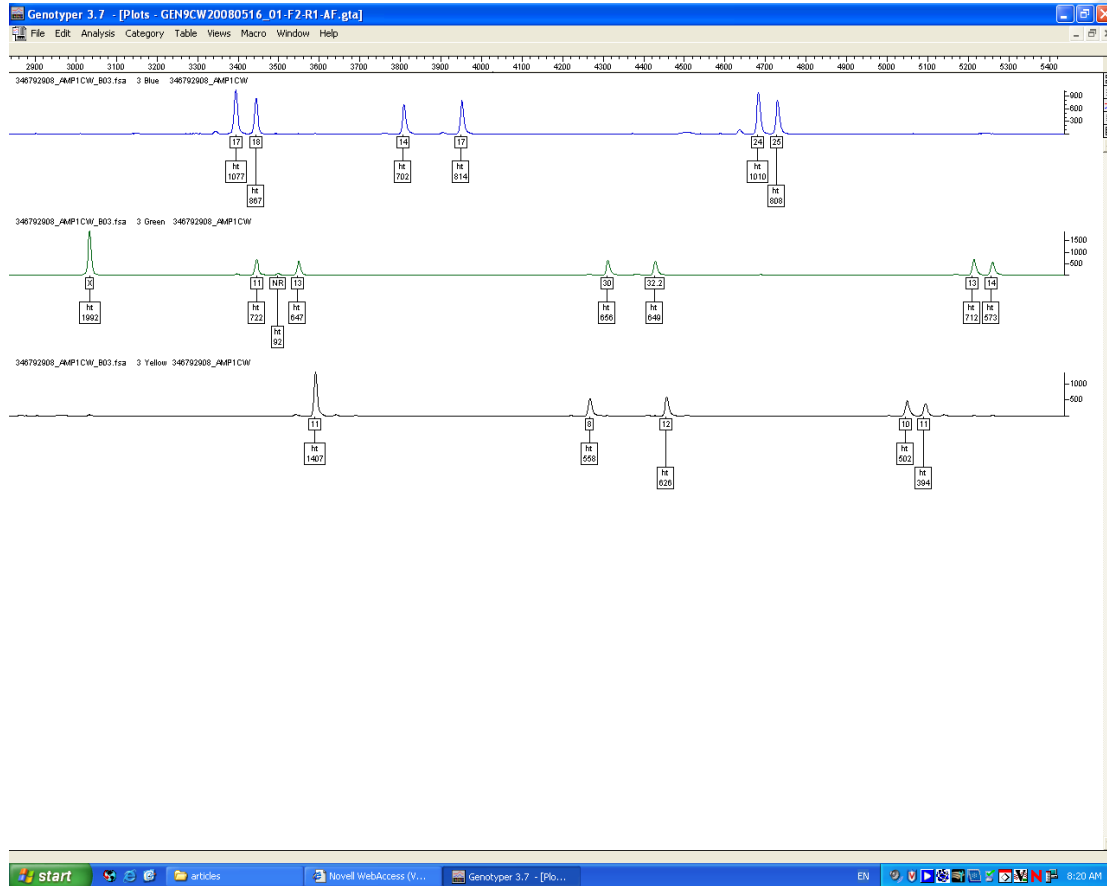 Genotyper 3.7 - [Plots - GEN9CW20080516_01-F2-R1-AF.gta]
File Edit Analysis Category Table Views Macro Window Help
2900 3000 3100 3200 3300 3400 3500 3600 3700 3800 3900 4000 4100 4200 4300 4400 4500 4600 4700 4800 4900 5000 5100 5200 5300 5400
346792908_AMP1CW_B03.fsa 3 Blue 346792908_AMP1CW
900
600
300
17 18 14 17 24 25
ht 1077
ht 867
ht 702
ht 814
ht 1010
ht 808
346792908_AMP1CW_B03.fsa 3 Green 346792908_AMP1CW
1500
1000
500
X 11 NR 13 30 32.2 13 14
ht 1992
ht 722
ht 92
ht 647
ht 656
ht 649
ht 712
ht 573
346792908_AMP1CW_B03.fsa 3 Yellow 346792908_AMP1CW
1000
500
11 8 12 10 11
ht 1407
ht 558
ht 626
ht 502
ht 394
start articles Novell WebAccess (V... Genotyper 3.7 - [Plo... EN 8:20 AM